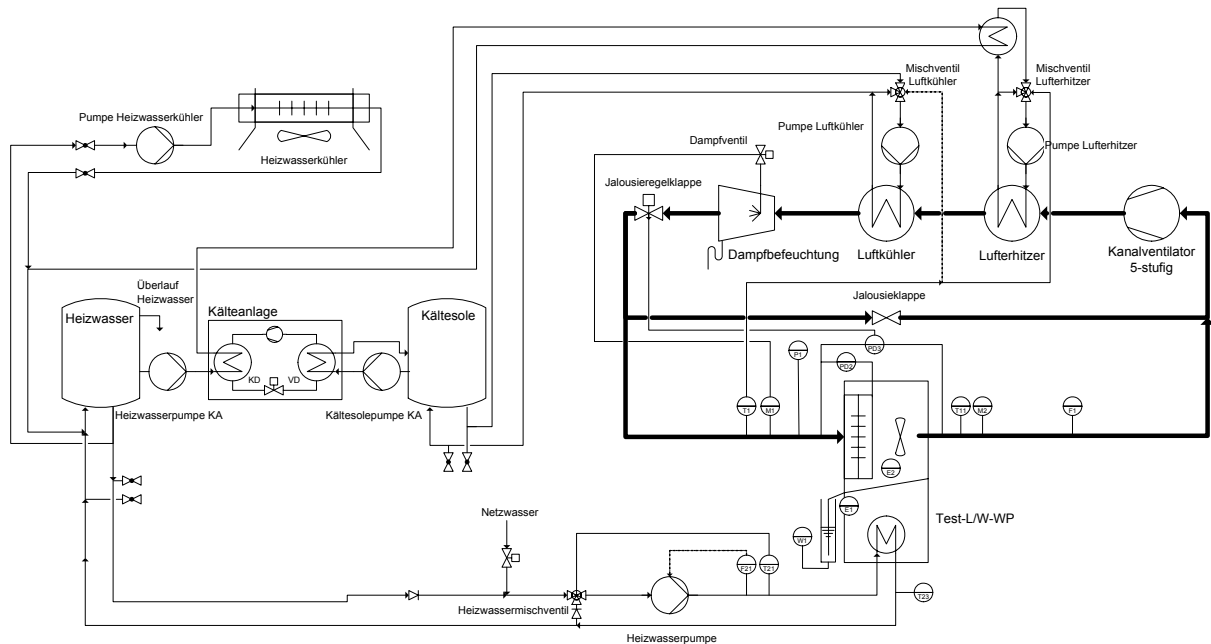 Mischventil
Luftkühler
Mischventil
Lufterhitzer
Pumpe Heizwasserkühler
Heizwasserkühler
Dampfventil
Pumpe Luftkühler
Pumpe Lufterhitzer
Jalousieregelklappe
Dampfbefeuchtung
Luftkühler
Lufterhitzer
Kanalventilator
5-stufig
Überlauf
Heizwasser
Heizwasser
Kälteanlage
Kältesole
Jalousieklappe
KD
VD
P1
PD3
PD2
Heizwasserpumpe KA
Kältesolepumpe KA
T1
M1
T11
M2
F1
E2
E1
W1
Test-L/W-WP
Netzwasser
F21
T21
T23
Heizwassermischventil
Heizwasserpumpe